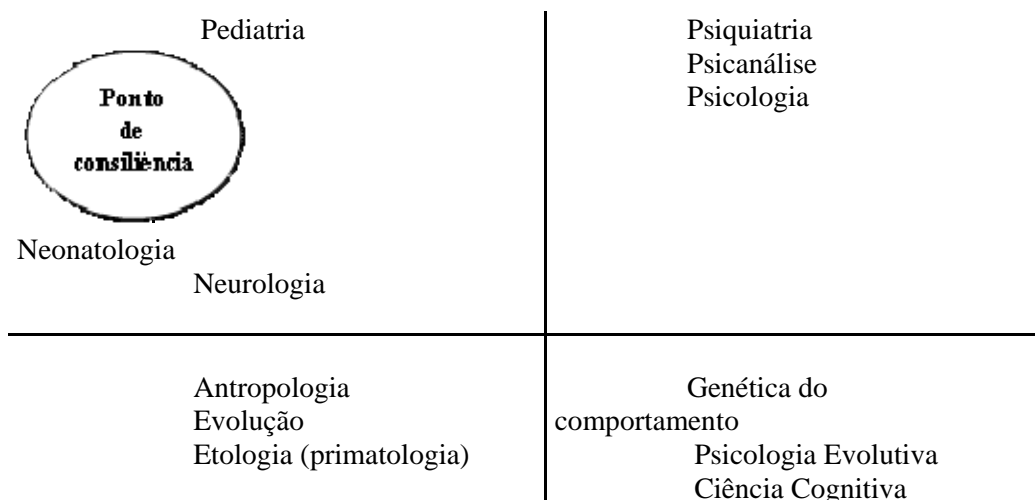 Pediatria
Ponto
de
consiliência
Neonatologia
Neurologia
Psiquiatria
Psicanálise
Psicologia
Antropologia
Evolução
Etologia (primatologia)
Genética do
comportamento
Psicologia Evolutiva
Ciência Cognitiva